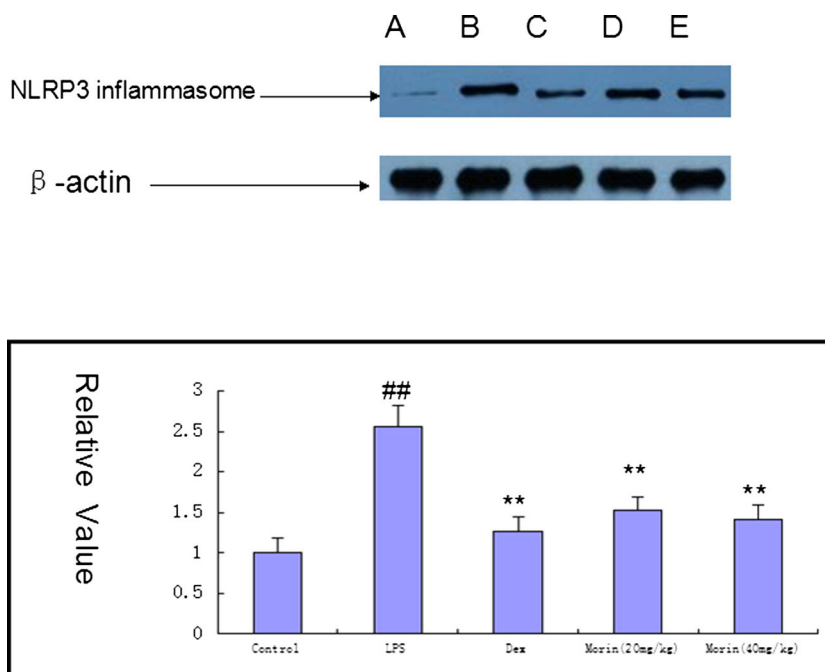 A B C D E
NLRP3 inflammasome
β-actin
Relative Value
3
2.5
2
1.5
1
0.5
0
##
**
**
**
Control LPS Dex Morin(20mg/kg) Morin(40mg/kg)